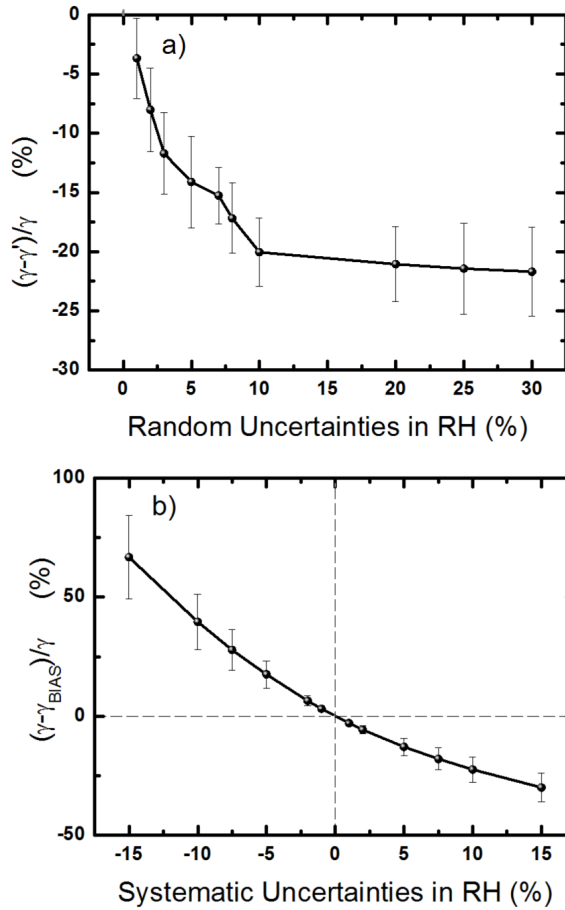 a)
0
-5
-10
-15
-20
-25
-30
(γ-γ')/γ (%)
0 5 10 15 20 25 30
Random Uncertainties in RH (%)
b)
100
50
0
-50
(γ-γBIAS)/γ (%)
-15 -10 -5 0 5 10 15
Systematic Uncertainties in RH (%)